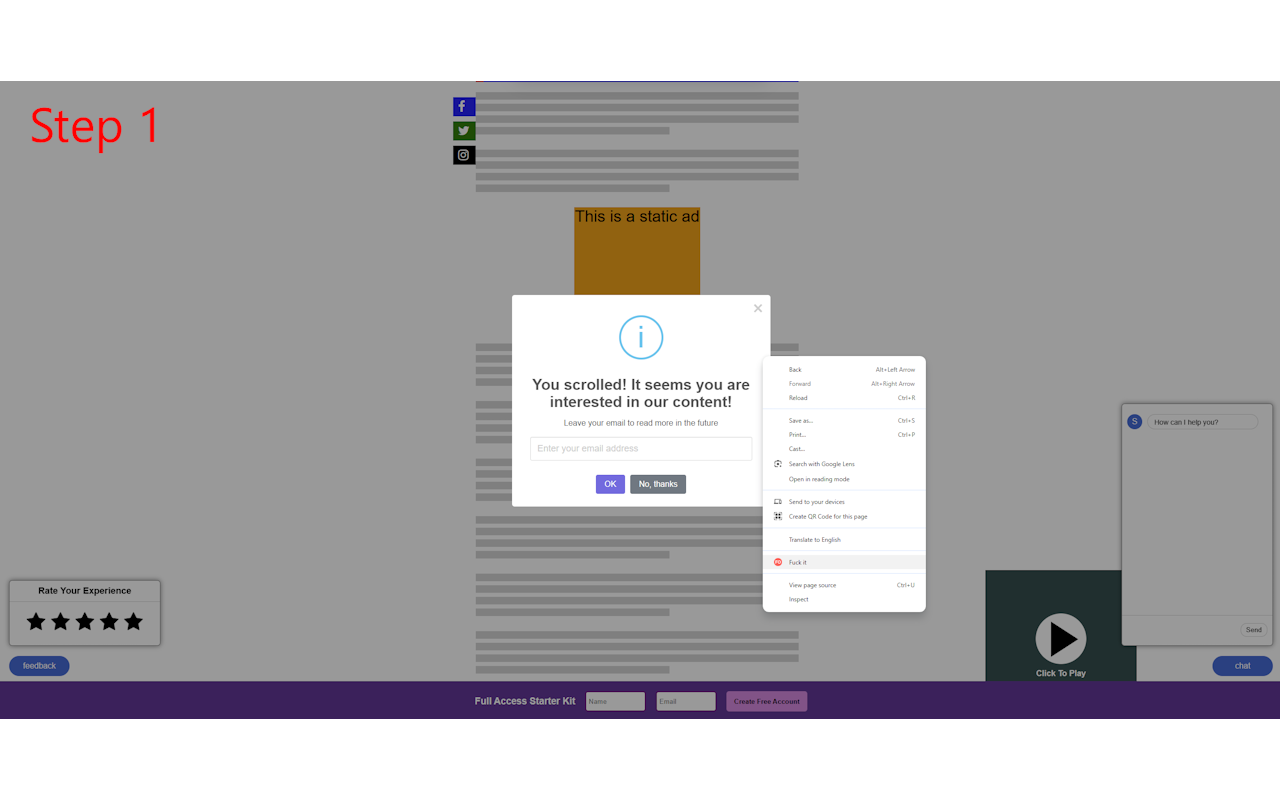 Step 1
This is a static ad
You scrolled! It seems you are
interested in our content!
Leave your email to read more in the future
Enter your email address
OK
No, thanks
Back Alt+Left Arrow
Forward Alt+Right Arrow
Reload Ctrl+R
Save as... Ctrl+S
Print... Ctrl+P
Cast...
Search with Google Lens
Open in reading mode
Send to your devices
Create QR Code for this page
Translate to English
Fuck it
View page source Ctrl+U
Inspect
S
How can I help you?
Send
chat
Rate Your Experience
feedback
Click To Play
Full Access Starter Kit
Name
Email
Create Free Account